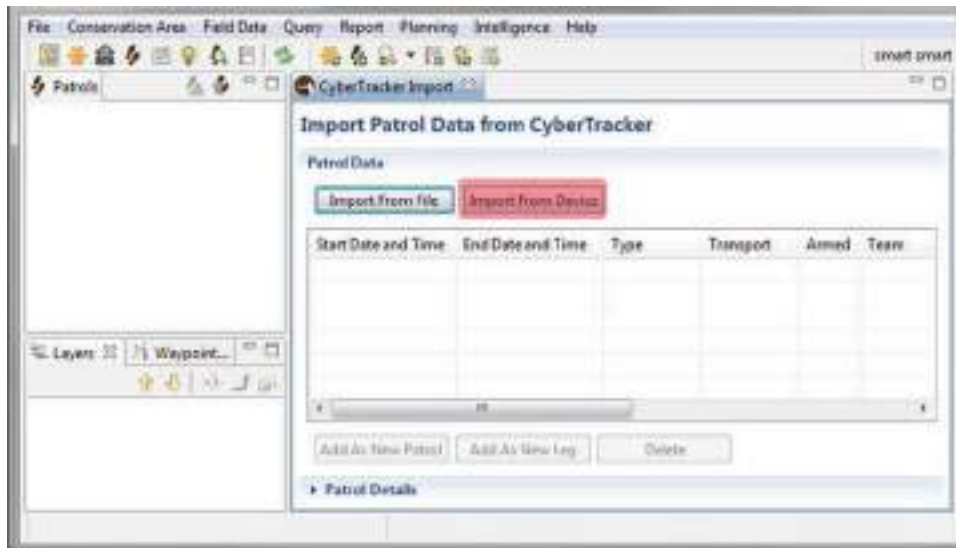 File Conservation Area Field Data Query Report Planning Intelligence Help
smart smart
Patrols
CyberTracker Import
Import Patrol Data from CyberTracker
Patrol Data
Import From File Import From Device
Start Date and Time End Date and Time Type Transport Armed Team
Layers Waypoint...
Add As New Patrol Add As New Leg Delete
Patrol Details